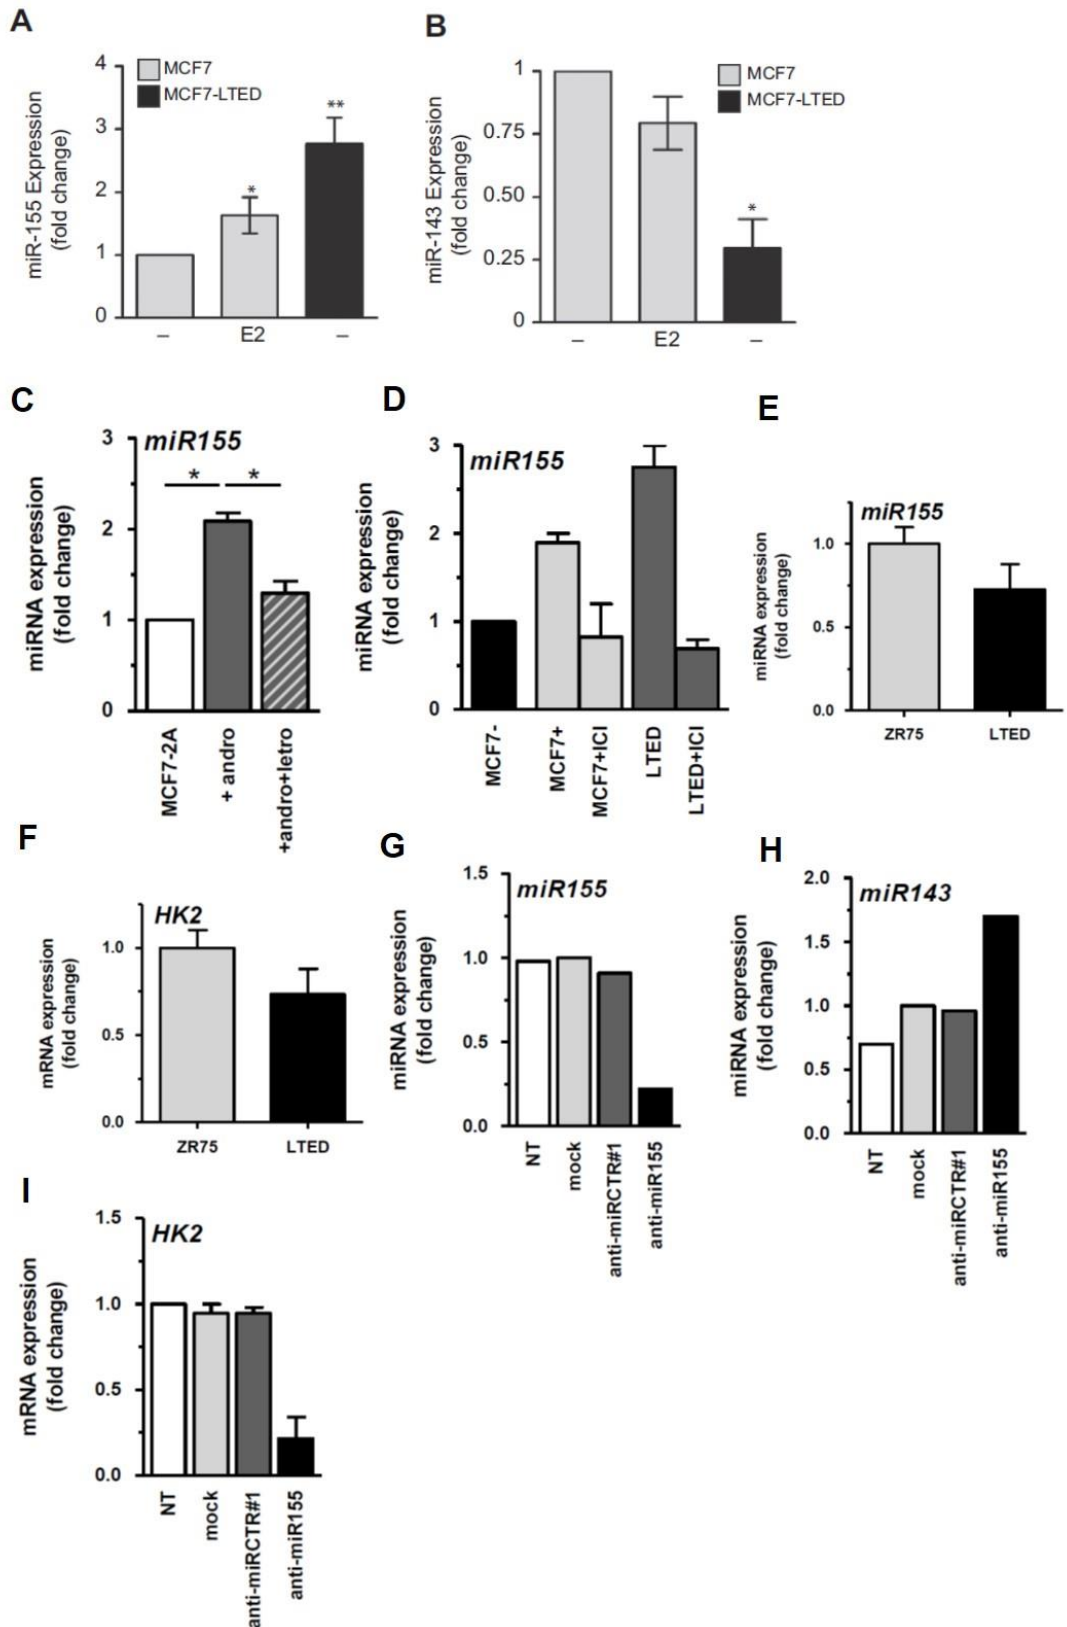 A
miR-155 Expression
(fold change)
4
3
2
1
0
MCF7
MCF7-LTED
*
**
–
E2
–
B
miR-143 Expression
(fold change)
1
0.75
0.50
0.25
0
MCF7
MCF7-LTED
*
–
E2
–
C
miRNA expression
(fold change)
3
2
1
0
miR155
*
*
MCF7-2A
+ andro
+andro+letro
D
miRNA expression
(fold change)
3
2
1
0
miR155
MCF7-
MCF7+
MCF7+ICI
LTED
LTED+ICI
E
miRNA expression
(fold change)
1.0
0.5
0.0
miR155
ZR75
LTED
F
mRNA expression
(fold change)
1.0
0.5
0.0
HK2
ZR75
LTED
G
miRNA expression
(fold change)
1.5
1.0
0.5
0.0
miR155
NT
mock
anti-miRCTR#1
anti-miR155
H
miRNA expression
(fold change)
2.0
1.5
1.0
0.5
0.0
miR143
NT
mock
anti-miRCTR#1
anti-miR155
I
mRNA expression
(fold change)
1.5
1.0
0.5
0.0
HK2
NT
mock
anti-miRCTR#1
anti-miR155